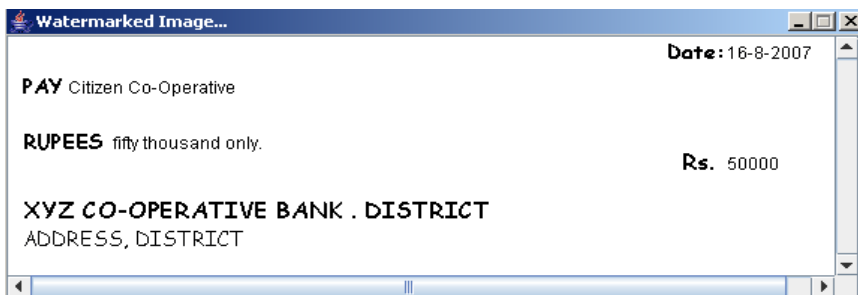 Watermarked Image...
Date: 16-8-2007
PAY Citizen Co-Operative
RUPEES fifty thousand only.
Rs. 50000
XYZ CO-OPERATIVE BANK . DISTRICT
ADDRESS, DISTRICT